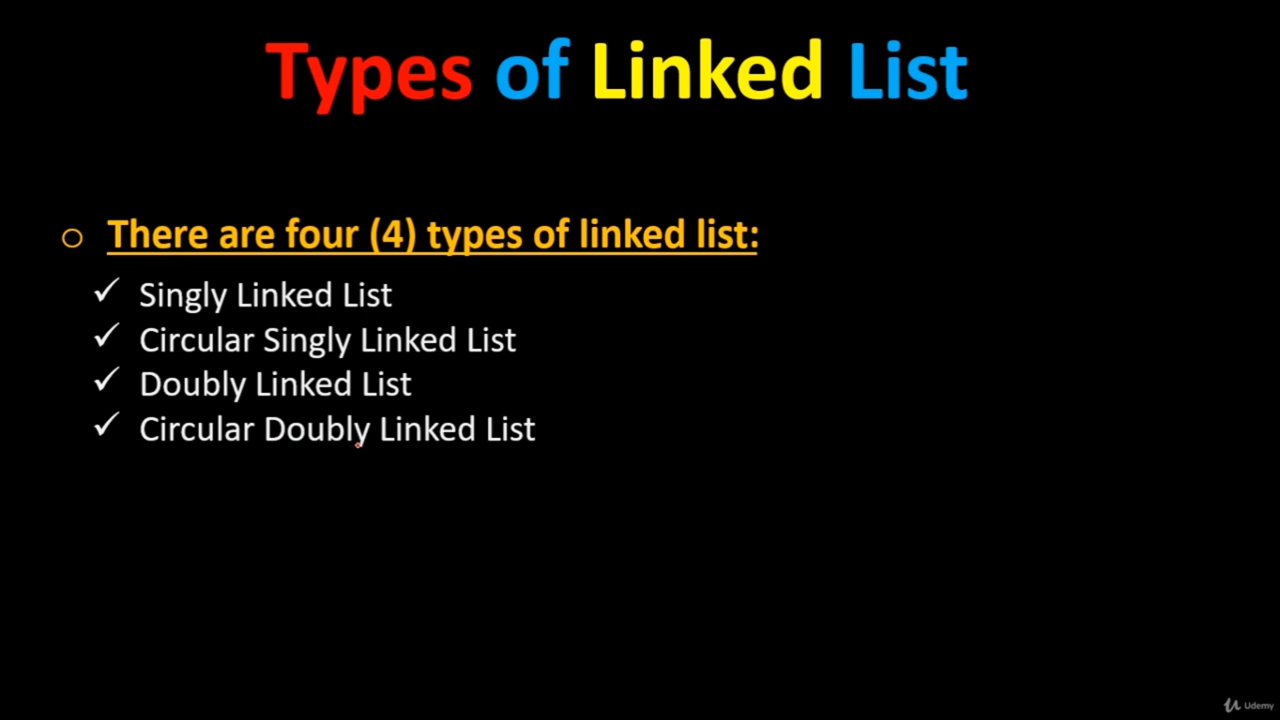 Types of Linked List
There are four (4) types of linked list:
Singly Linked List
Circular Singly Linked List
Doubly Linked List
Circular Doubly Linked List
Udemy